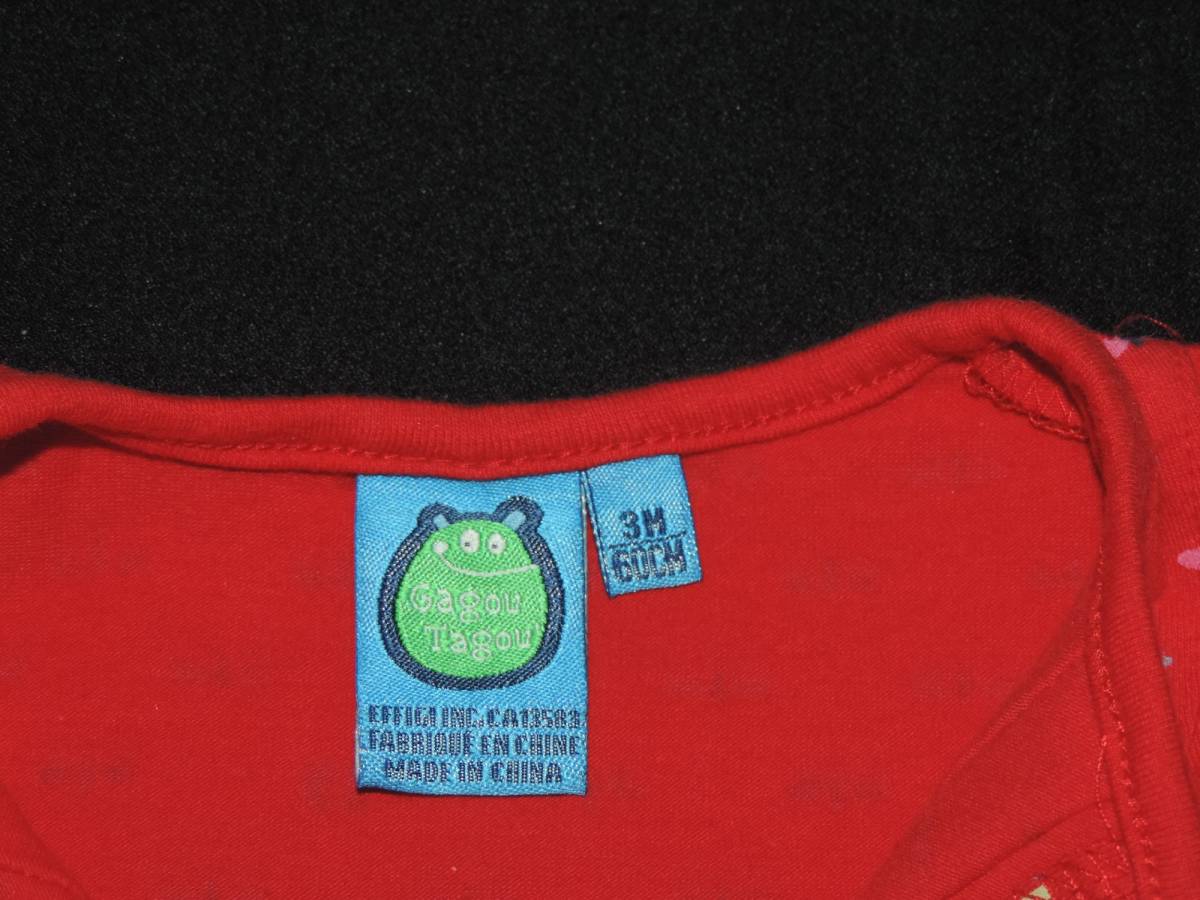 Gagou
Tagou
EFFIGI INC. CA13583
FABRIQUÉ EN CHINE
MADE IN CHINA
3M
60CM